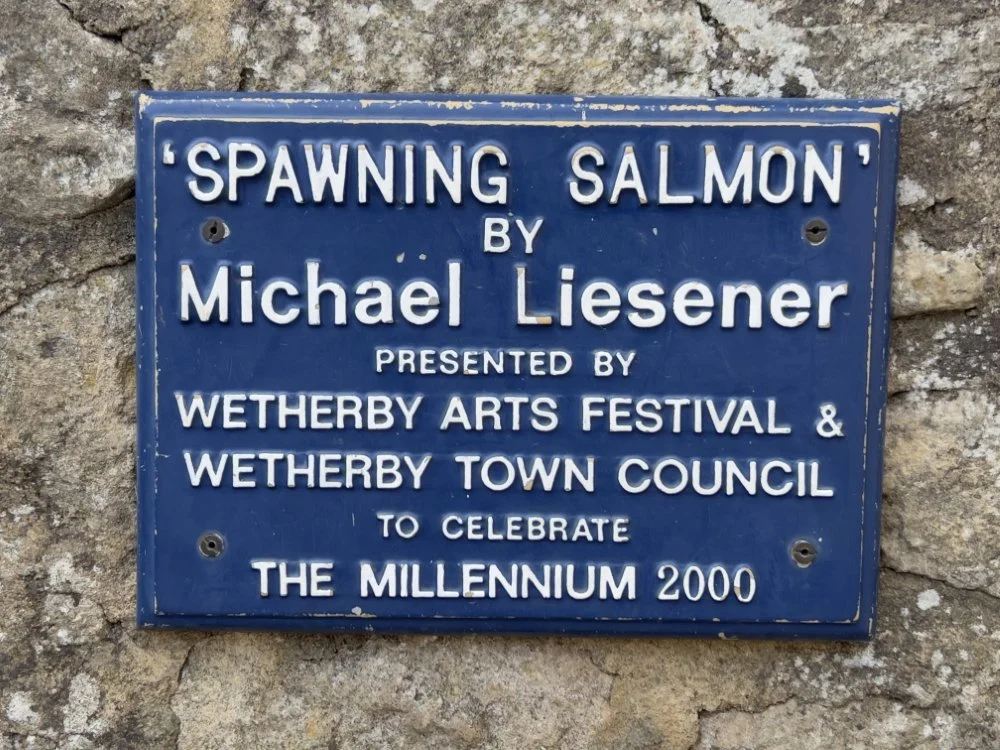 'SPAWNING SALMON'
BY
Michael Liesener
PRESENTED BY
WETHERBY ARTS FESTIVAL &
WETHERBY TOWN COUNCIL
TO CELEBRATE
THE MILLENNIUM 2000